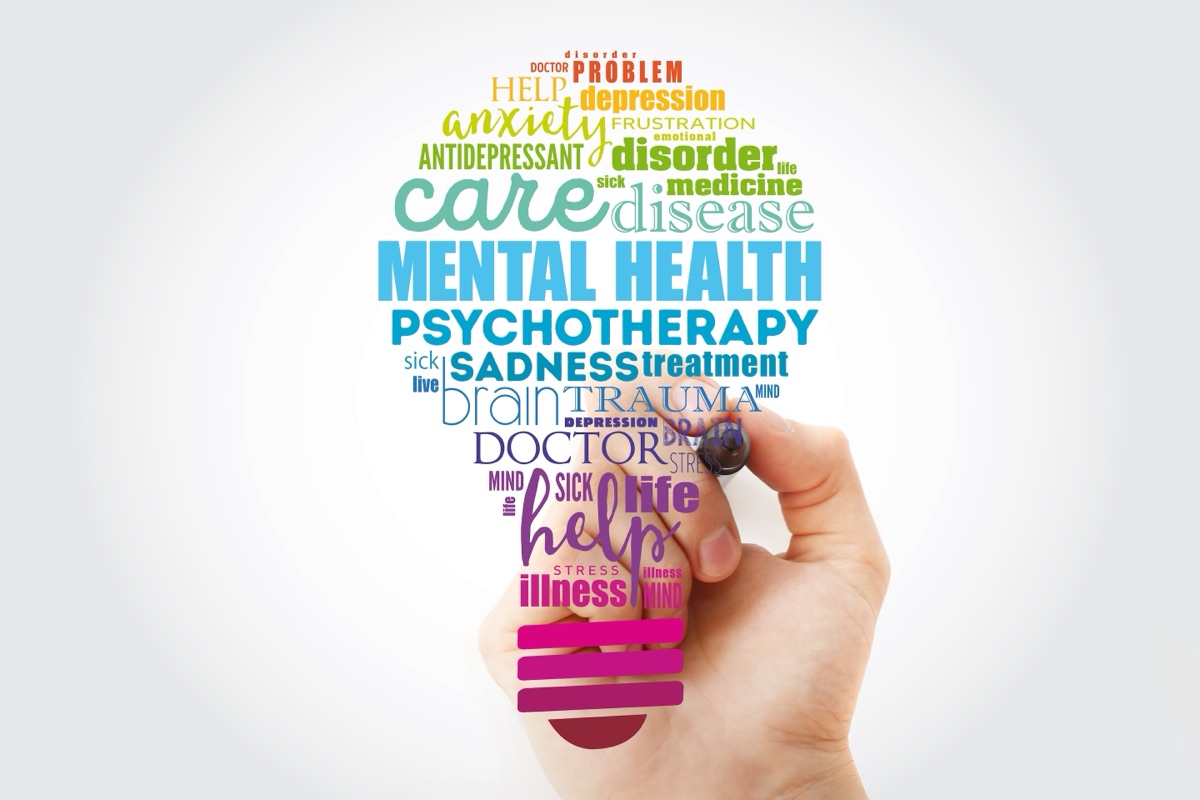 disorder
DOCTOR PROBLEM
HELP depression
anxiety FRUSTRATION
emotional
ANTIDEPRESSANT disorder life
care sick medicine
disease
MENTAL HEALTH
PSYCHOTHERAPY
sick SADNESS treatment
live brain TRAUMA MIND
DEPRESSION BRAIN
DOCTOR STRESS
MIND SICK life
life help
STRESS illness
illness MIND